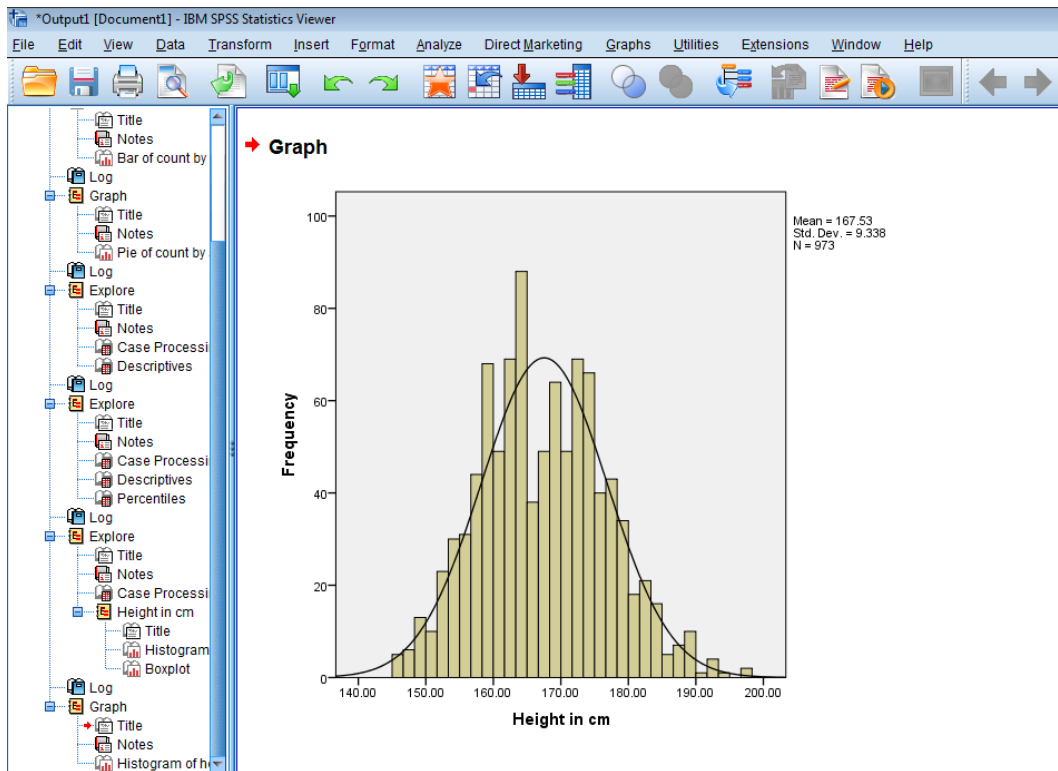 *Output1 [Document1] - IBM SPSS Statistics Viewer
File Edit View Data Transform Insert Format Analyze Direct Marketing Graphs Utilities Extensions Window Help
Title
Notes
Bar of count by
Log
Graph
Title
Notes
Pie of count by
Log
Explore
Title
Notes
Case Processi
Descriptives
Log
Explore
Title
Notes
Case Processi
Descriptives
Percentiles
Log
Explore
Title
Notes
Case Processi
Height in cm
Title
Histogram
Boxplot
Log
Graph
Title
Notes
Histogram of h
Graph
Mean = 167.53
Std. Dev. = 9.338
N = 973
Frequency
100
80
60
40
20
0
140.00 150.00 160.00 170.00 180.00 190.00 200.00
Height in cm